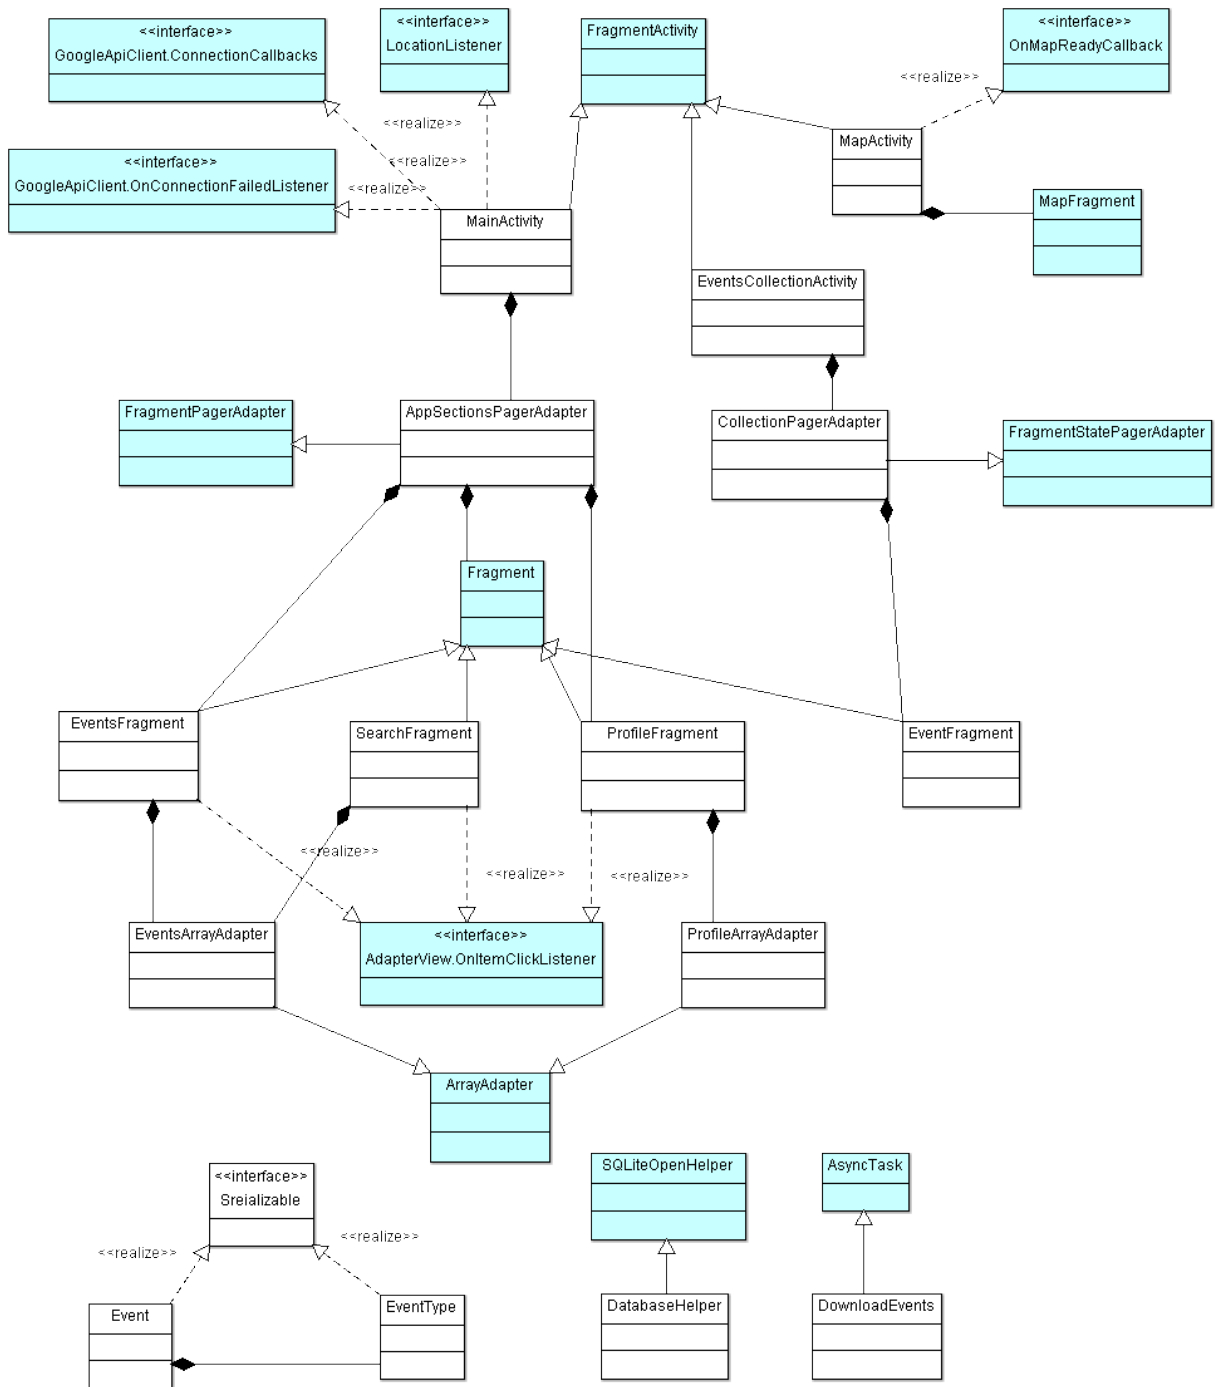 <<interface>>
GoogleApiClient.ConnectionCallbacks
<<interface>>
LocationListener
FragmentActivity
<<interface>>
OnMapReadyCallback
<<realize>>
<<realize>>
<<realize>>
MapActivity
<<interface>>
GoogleApiClient.OnConnectionFailedListener
<<realize>>
MapFragment
MainActivity
EventsCollectionActivity
FragmentPagerAdapter
AppSectionsPagerAdapter
CollectionPagerAdapter
FragmentStatePagerAdapter
Fragment
EventsFragment
SearchFragment
ProfileFragment
EventFragment
<<realize>>
<<realize>>
<<realize>>
EventsArrayAdapter
<<interface>>
AdapterView.OnItemClickListener
ProfileArrayAdapter
ArrayAdapter
<<interface>>
Sreializable
SQLiteOpenHelper
AsyncTask
<<realize>>
<<realize>>
Event
EventType
DatabaseHelper
DownloadEvents